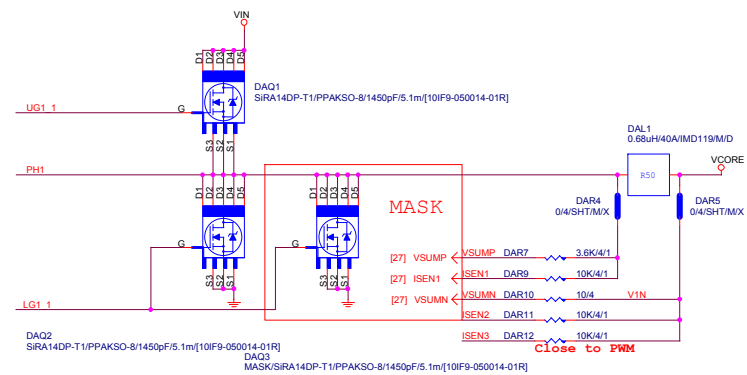 VIN
D1 D2 D3 D4 D5
DAQ1
SiRA14DP-T1/PPAKSO-8/1450pF/5.1m/[10IF9-050014-01R]
UG1_1
G
S3 S2 S1
DAL1
0.68uH/40A/IMD119/M/D
VCORE
PH1
R50
D1 D2 D3 D4 D5
D1 D2 D3 D4 D5
MASK
DAR4
0/4/SHT/M/X
DAR5
0/4/SHT/M/X
G
G
[27] VSUMP VSUMP DAR7 3.6K/4/1
[27] ISEN1 ISEN1 DAR9 10K/4/1
S3 S2 S1
S3 S2 S1
[27] VSUMN VSUMN DAR10 10/4 V1N
LG1_1
ISEN2 DAR11 10K/4/1
ISEN3 DAR12 10K/4/1
Close to PWM
DAQ2
SiRA14DP-T1/PPAKSO-8/1450pF/5.1m/[10IF9-050014-01R]
DAQ3
MASK/SiRA14DP-T1/PPAKSO-8/1450pF/5.1m/[10IF9-050014-01R]